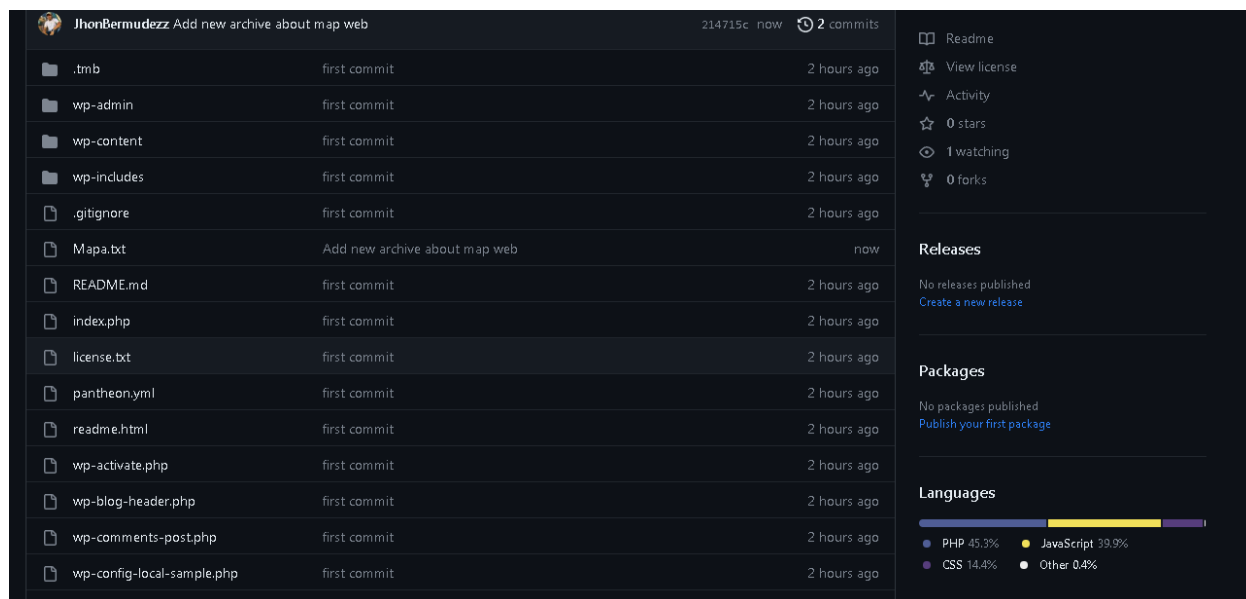 JhonBermudezz Add new archive about map web 214715c now 2 commits
.tmb first commit 2 hours ago
wp-admin first commit 2 hours ago
wp-content first commit 2 hours ago
wp-includes first commit 2 hours ago
.gitignore first commit 2 hours ago
Mapa.txt Add new archive about map web now
README.md first commit 2 hours ago
index.php first commit 2 hours ago
license.txt first commit 2 hours ago
pantheon.yml first commit 2 hours ago
readme.html first commit 2 hours ago
wp-activate.php first commit 2 hours ago
wp-blog-header.php first commit 2 hours ago
wp-comments-post.php first commit 2 hours ago
wp-config-local-sample.php first commit 2 hours ago
Readme
View license
Activity
0 stars
1 watching
0 forks
Releases
No releases published
Create a new release
Packages
No packages published
Publish your first package
Languages
PHP 45.3% JavaScript 39.9%
CSS 14.4% Other 0.4%